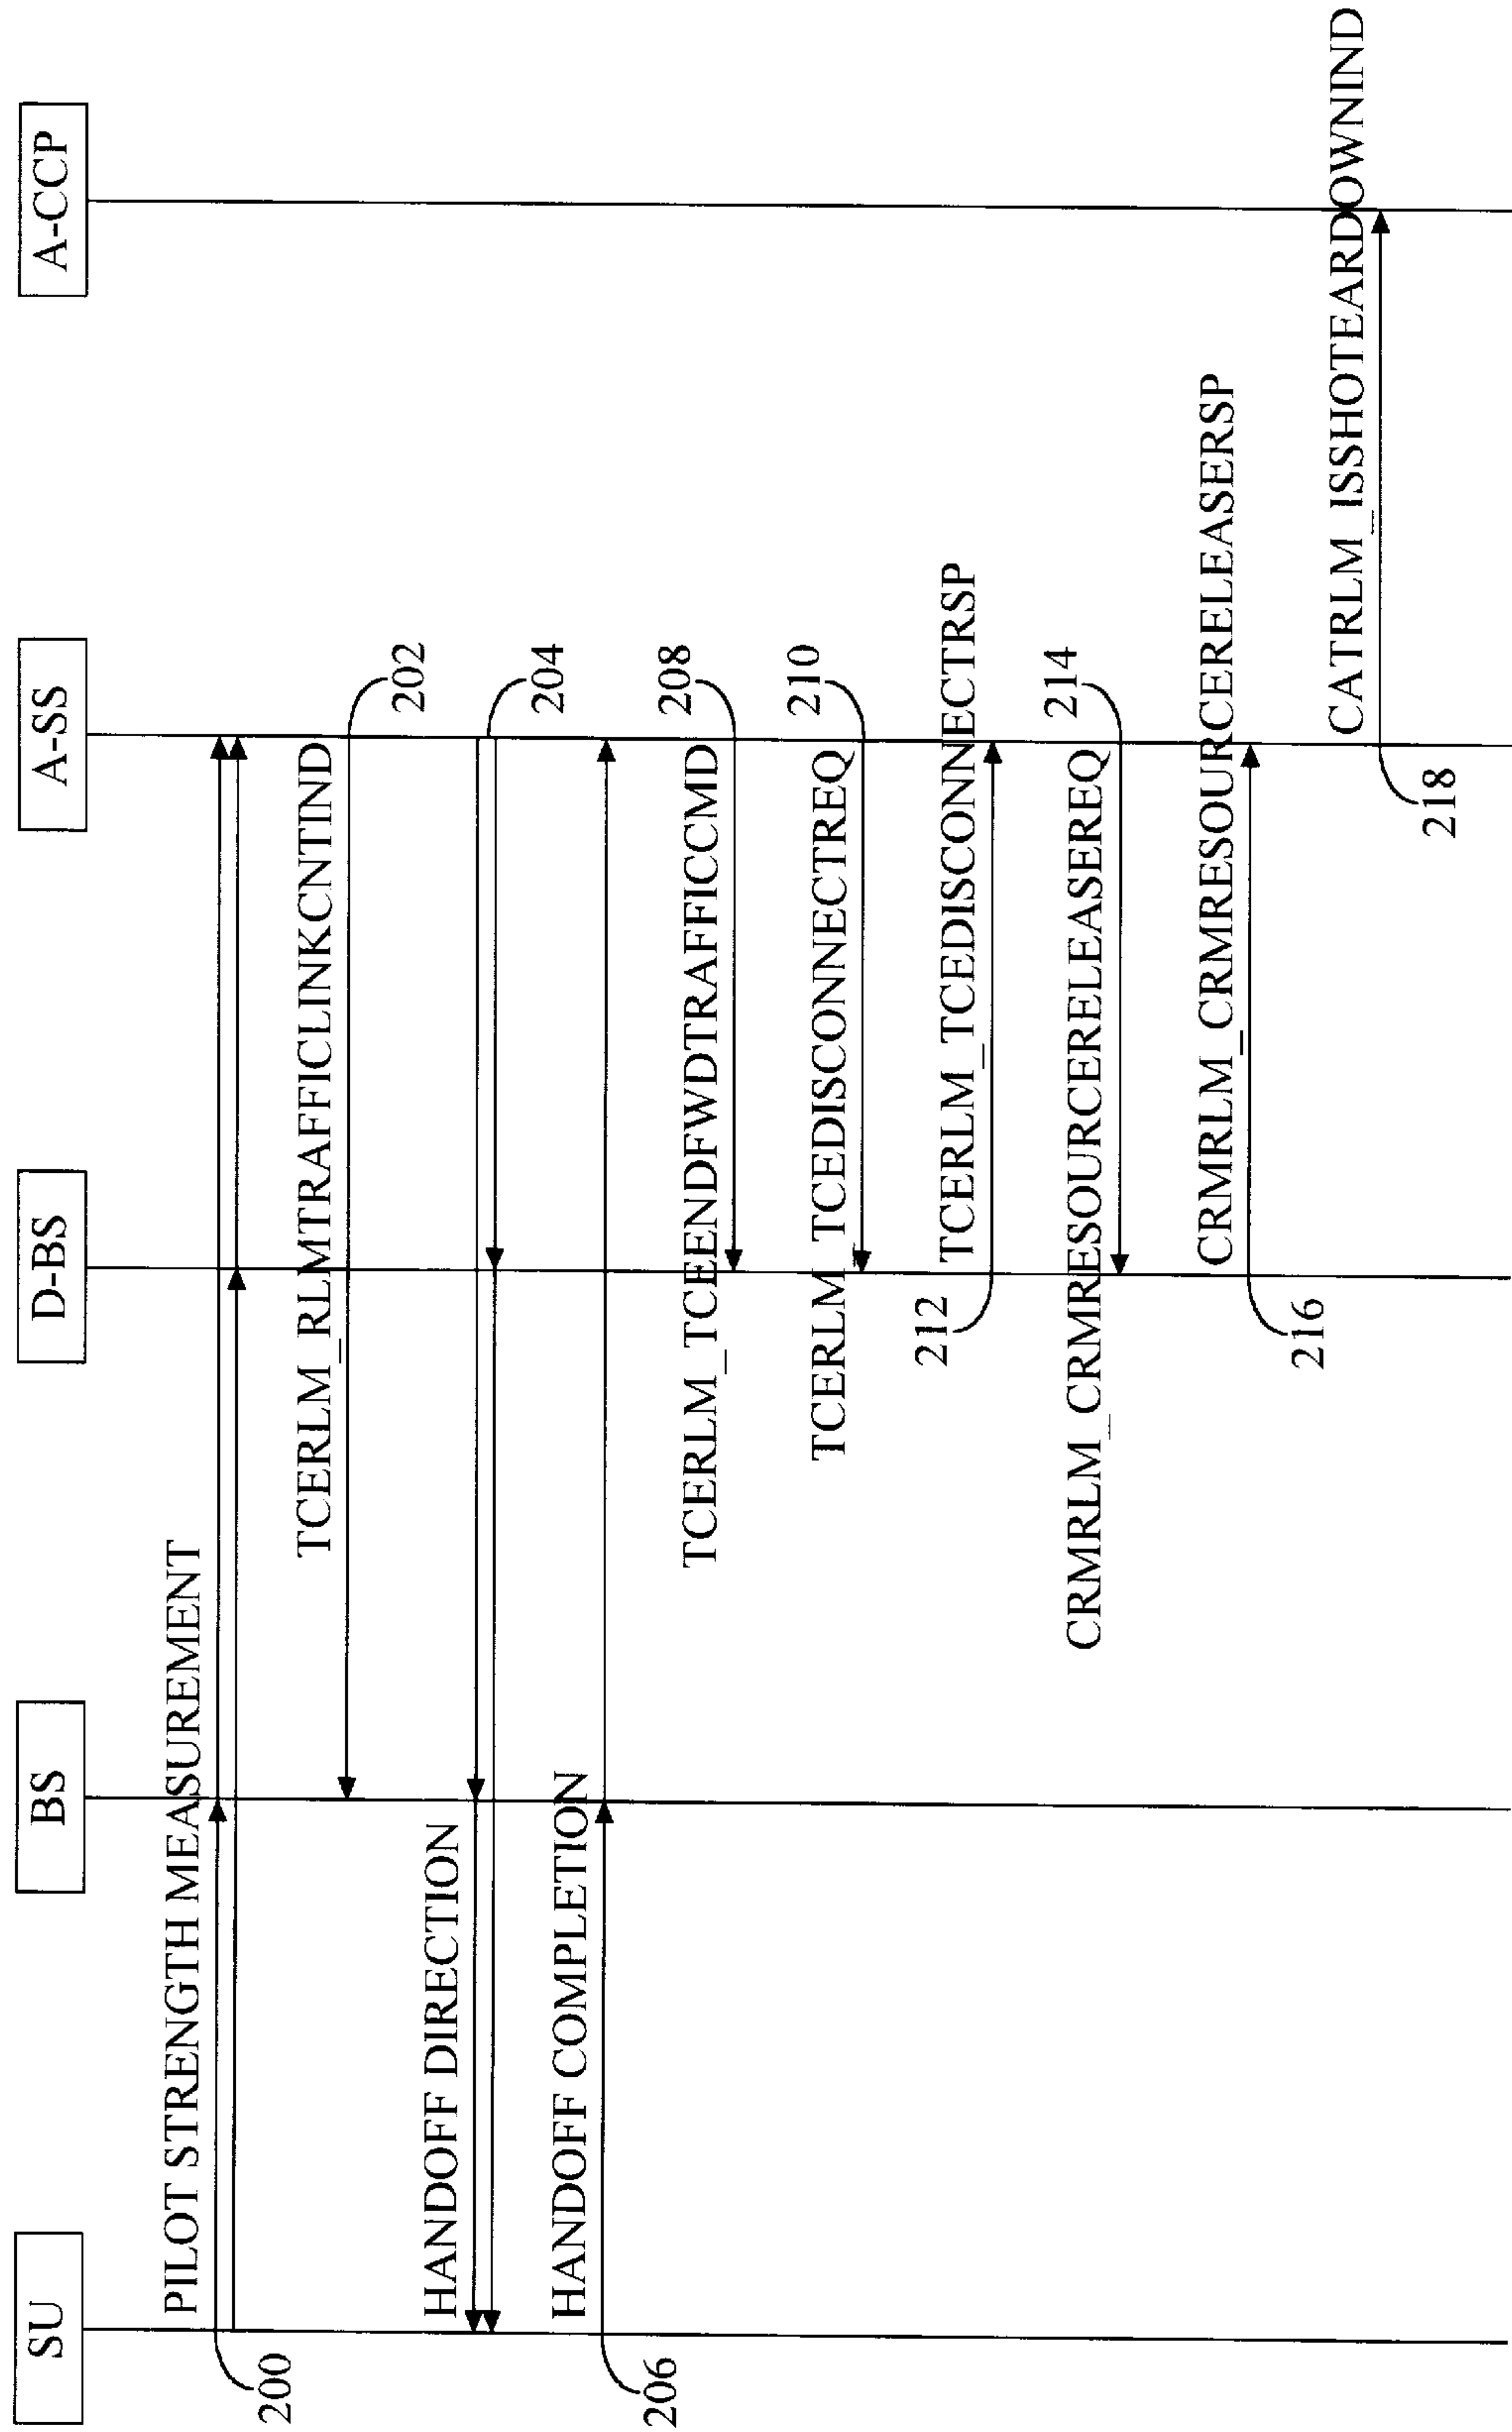 SU
BS
D-BS
A-SS
A-CCP
PILOT STRENGTH MEASUREMENT
200
TCERLM_RLMTRAFFICLINKCNTIND
202
HANDOFF DIRECTION
204
HANDOFF COMPLETION
206
TCERLM_TCEENDFWDTRAFFICCMD
208
TCERLM_TCEDISCONNECTREQ
210
TCERLM_TCEDISCONNECTRSP
212
CRMRLM_CRMRESOURCERELEASEREQ
214
CRMRLM_CRMRESOURCERELEASERSP
216
CATRLM_ISSHOTEARDOWNIND
218